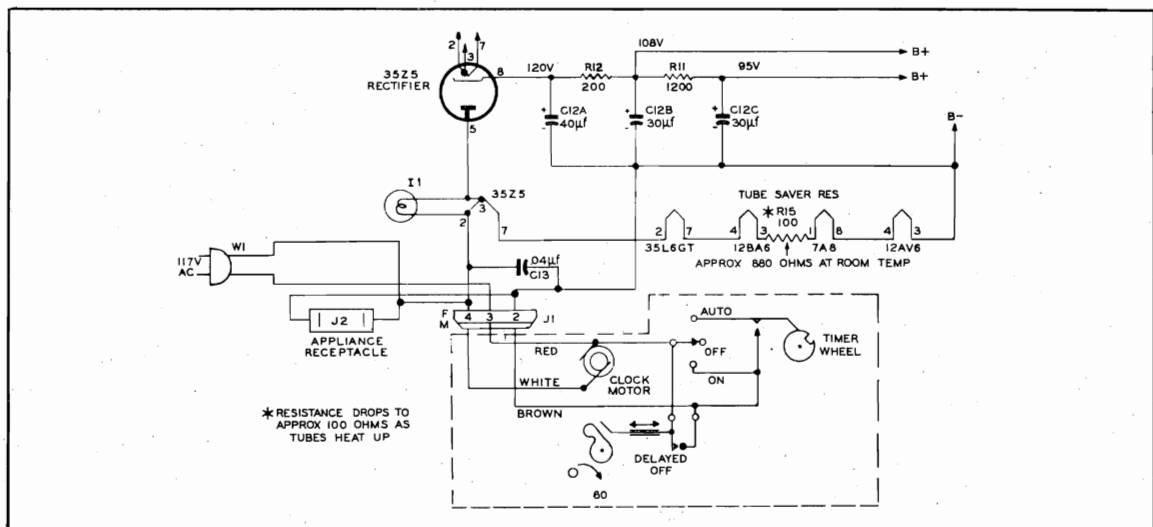 2
3
7
8
35Z5
RECTIFIER
5
120V
R12
200
108V
R11
1200
95V
B+
B+
C12A
40µf
+
-
C12B
30µf
+
-
C12C
30µf
+
-
B-
I1
35Z5
3
2
7
TUBE SAVER RES
*R15
100
2
7
35L6GT
4
3
12BA6
1
8
7A8
4
3
12AV6
APPROX 880 OHMS AT ROOM TEMP
W1
117V
AC
.04µf
C13
J2
APPLIANCE
RECEPTACLE
F
M
4
3
2
J1
RED
WHITE
BROWN
CLOCK
MOTOR
AUTO
OFF
ON
TIMER
WHEEL
DELAYED
OFF
60
*RESISTANCE DROPS TO
APPROX 100 OHMS AS
TUBES HEAT UP